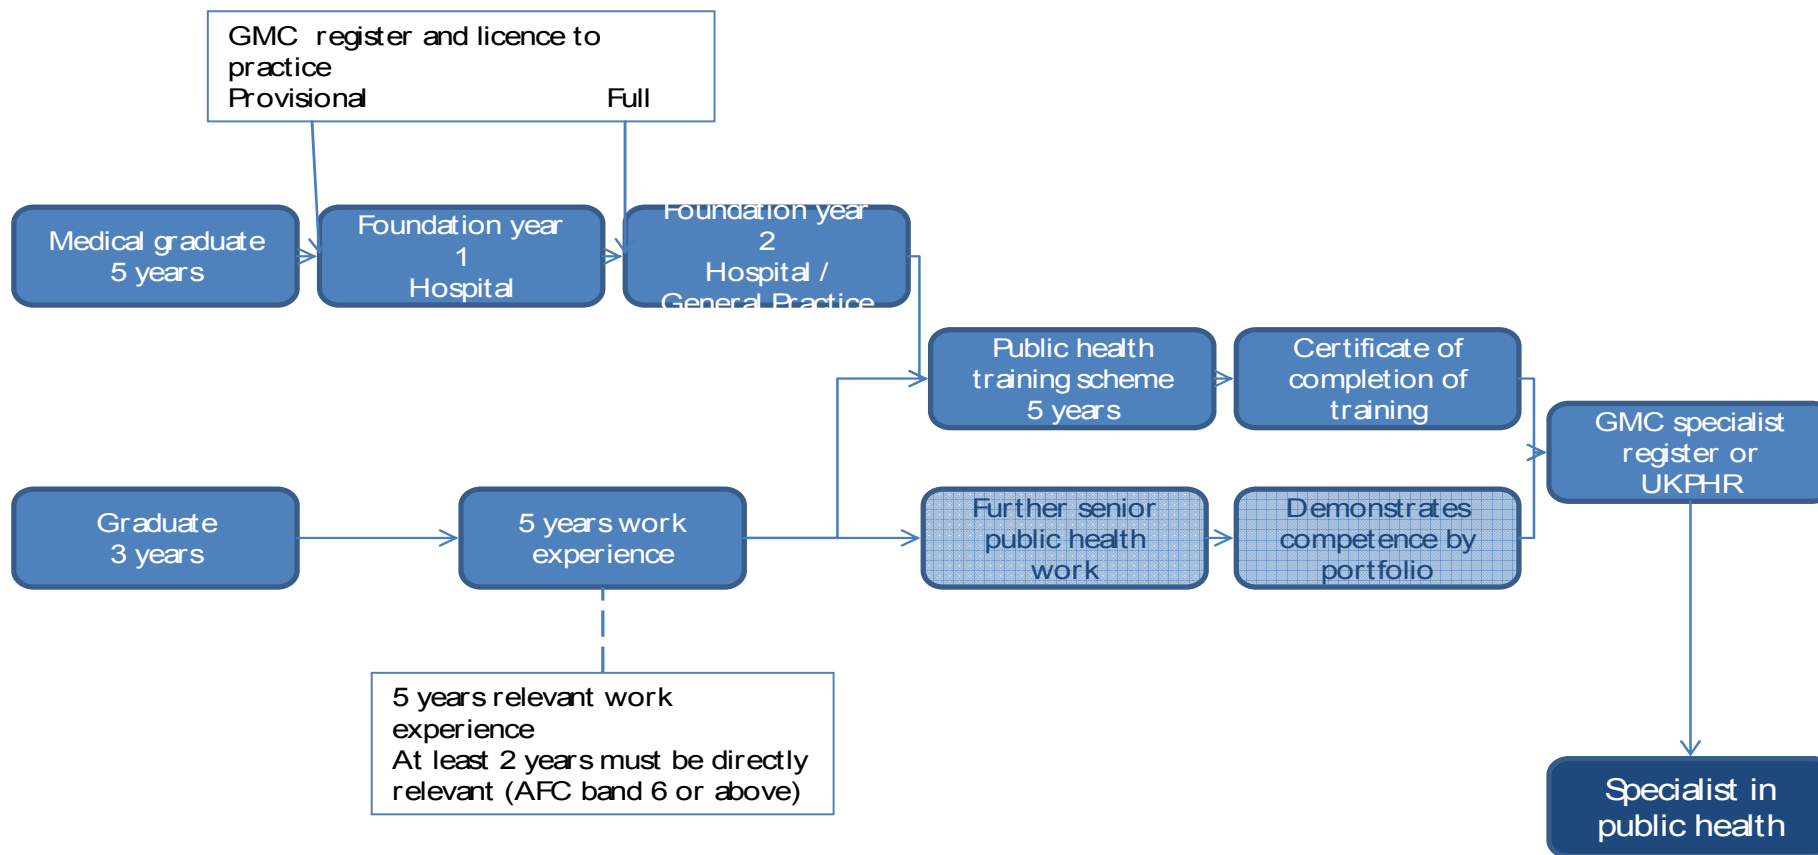 GMC register and licence to
practice
Provisional Full
Medical graduate
5 years
Foundation year
1
Hospital
Foundation year
2
Hospital /
General Practice
Public health
training scheme
5 years
Certificate of
completion of
training
GMC specialist
register or
UKPHR
Graduate
3 years
5 years work
experience
Further senior
public health
work
Demonstrates
competence by
portfolio
5 years relevant work
experience
At least 2 years must be directly
relevant (AFC band 6 or above)
Specialist in
public health